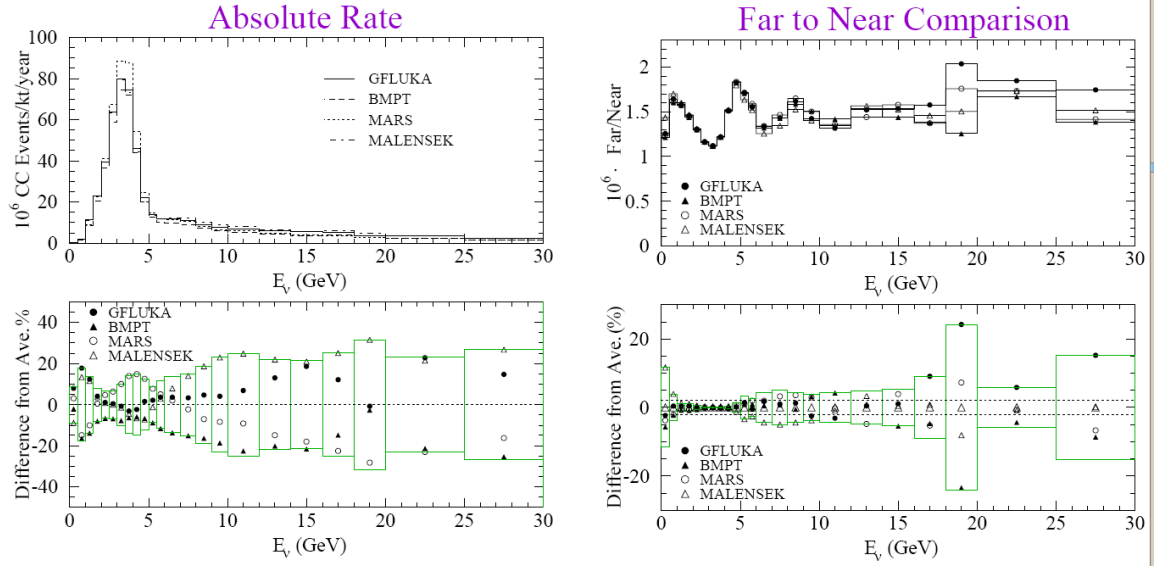 Absolute Rate
10⁶ CC Events/kt/year
100
80
60
40
20
0
GFLUKA
BMPT
MARS
MALENSEK
0 5 10 15 20 25 30
E_ν (GeV)
Difference from Ave.%
40
20
0
-20
-40
GFLUKA
BMPT
MARS
MALENSEK
0 5 10 15 20 25 30
E_ν (GeV)
Far to Near Comparison
10⁶ · Far/Near
2
1.5
1
0.5
0
GFLUKA
BMPT
MARS
MALENSEK
0 5 10 15 20 25 30
E_ν (GeV)
Difference from Ave.(%)
20
0
-20
GFLUKA
BMPT
MARS
MALENSEK
0 5 10 15 20 25 30
E_ν (GeV)